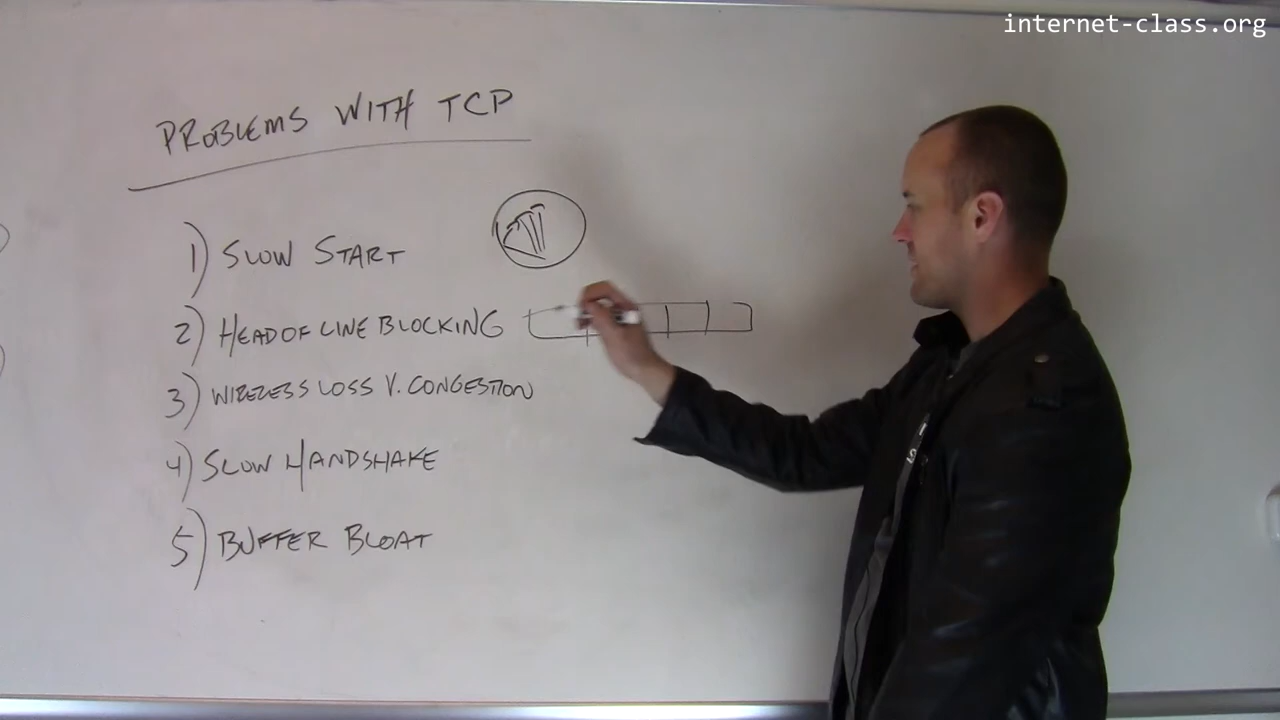 internet-class.org
PROBLEMS WITH TCP
1) SLOW START
2) HEAD OF LINE BLOCKING
3) WIRELESS LOSS V. CONGESTION
4) SLOW HANDSHAKE
5) BUFFER BLOAT